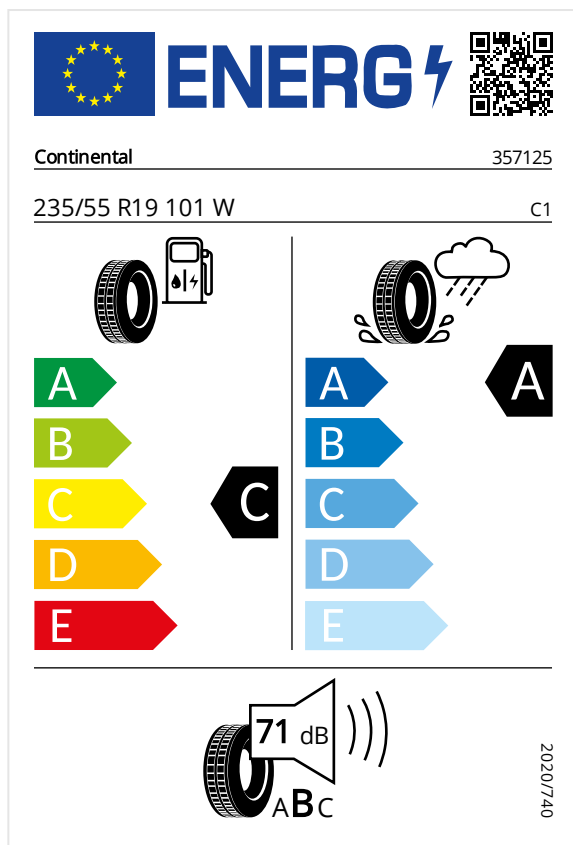 ENERG
Continental 357125
235/55 R19 101 W C1
A A A
B B
C C C
D D
E E
71 dB
ABC
2020/740